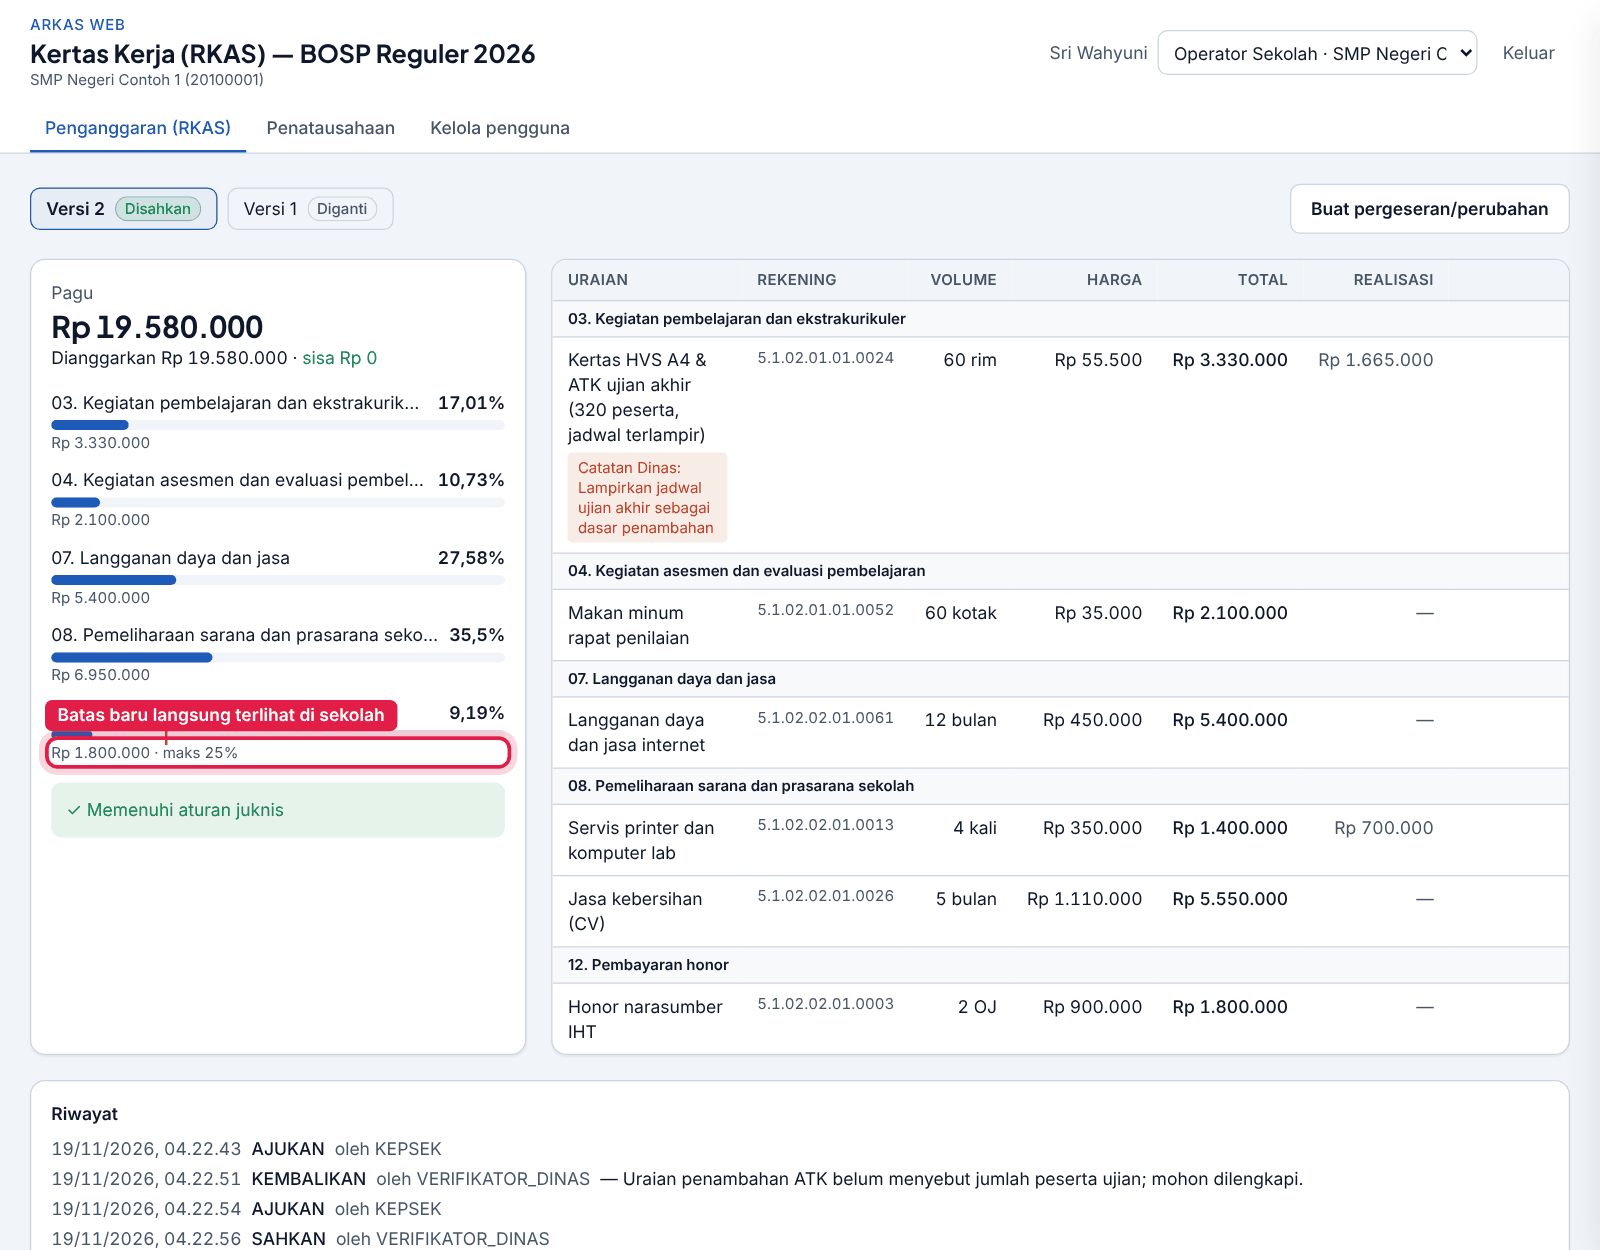 ARKAS WEB
Kertas Kerja (RKAS) — BOSP Reguler 2026
SMP Negeri Contoh 1 (20100001)
Sri Wahyuni
Operator Sekolah · SMP Negeri C
Keluar
Penganggaran (RKAS)
Penatausahaan
Kelola pengguna
Versi 2 Disahkan
Versi 1 Diganti
Buat pergeseran/perubahan
Pagu
Rp 19.580.000
Dianggarkan Rp 19.580.000 · sisa Rp 0
03. Kegiatan pembelajaran dan ekstrakurik... 17,01%
Rp 3.330.000
04. Kegiatan asesmen dan evaluasi pembel... 10,73%
Rp 2.100.000
07. Langganan daya dan jasa 27,58%
Rp 5.400.000
08. Pemeliharaan sarana dan prasarana seko... 35,5%
Rp 6.950.000
Batas baru langsung terlihat di sekolah 9,19%
Rp 1.800.000 · maks 25%
✓ Memenuhi aturan juknis
URAIAN REKENING VOLUME HARGA TOTAL REALISASI
03. Kegiatan pembelajaran dan ekstrakurikuler
Kertas HVS A4 & 5.1.02.01.01.0024 60 rim Rp 55.500 Rp 3.330.000 Rp 1.665.000
ATK ujian akhir
(320 peserta,
jadwal terlampir)
Catatan Dinas:
Lampirkan jadwal
ujian akhir sebagai
dasar penambahan
04. Kegiatan asesmen dan evaluasi pembelajaran
Makan minum 5.1.02.01.01.0052 60 kotak Rp 35.000 Rp 2.100.000 —
rapat penilaian
07. Langganan daya dan jasa
Langganan daya 5.1.02.01.01.0061 12 bulan Rp 450.000 Rp 5.400.000 —
dan jasa internet
08. Pemeliharaan sarana dan prasarana sekolah
Servis printer dan 5.1.02.02.01.0013 4 kali Rp 350.000 Rp 1.400.000 Rp 700.000
komputer lab
Jasa kebersihan 5.1.02.02.01.0026 5 bulan Rp 1.110.000 Rp 5.550.000 —
(CV)
12. Pembayaran honor
Honor narasumber 5.1.02.02.01.0003 2 OJ Rp 900.000 Rp 1.800.000 —
IHT
Riwayat
19/11/2026, 04.22.43 AJUKAN oleh KEPSEK
19/11/2026, 04.22.51 KEMBALIKAN oleh VERIFIKATOR_DINAS — Uraian penambahan ATK belum menyebut jumlah peserta ujian; mohon dilengkapi.
19/11/2026, 04.22.54 AJUKAN oleh KEPSEK
19/11/2026, 04.22.56 SAHKAN oleh VERIFIKATOR_DINAS